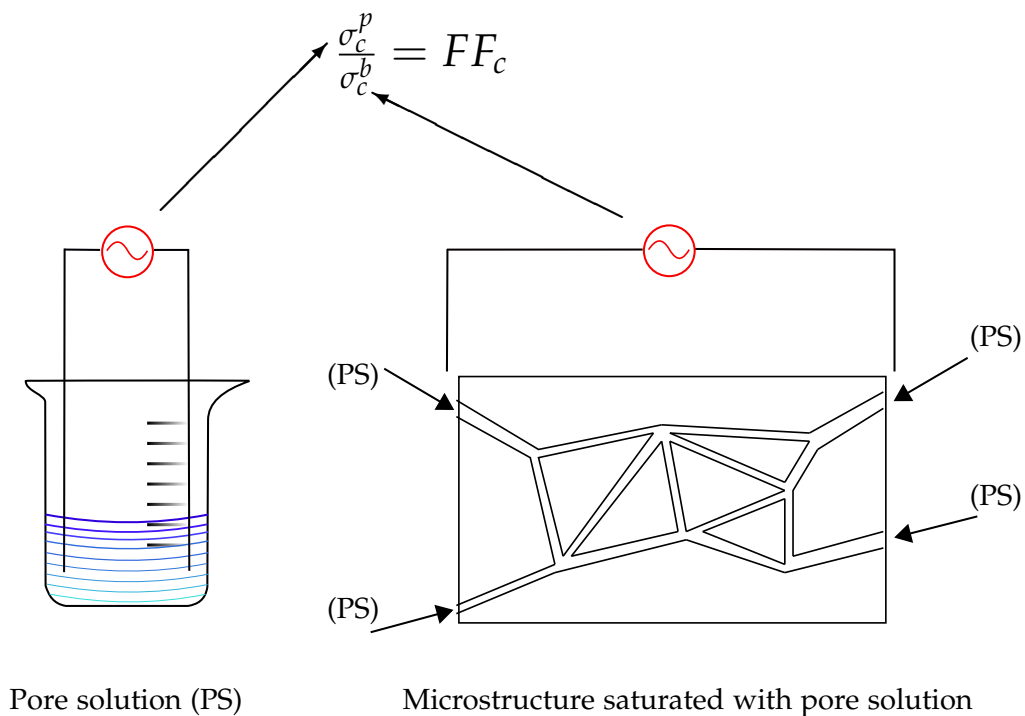 σ_c^p / σ_c^b = FF_c
(PS)
(PS)
(PS)
(PS)
Pore solution (PS)
Microstructure saturated with pore solution